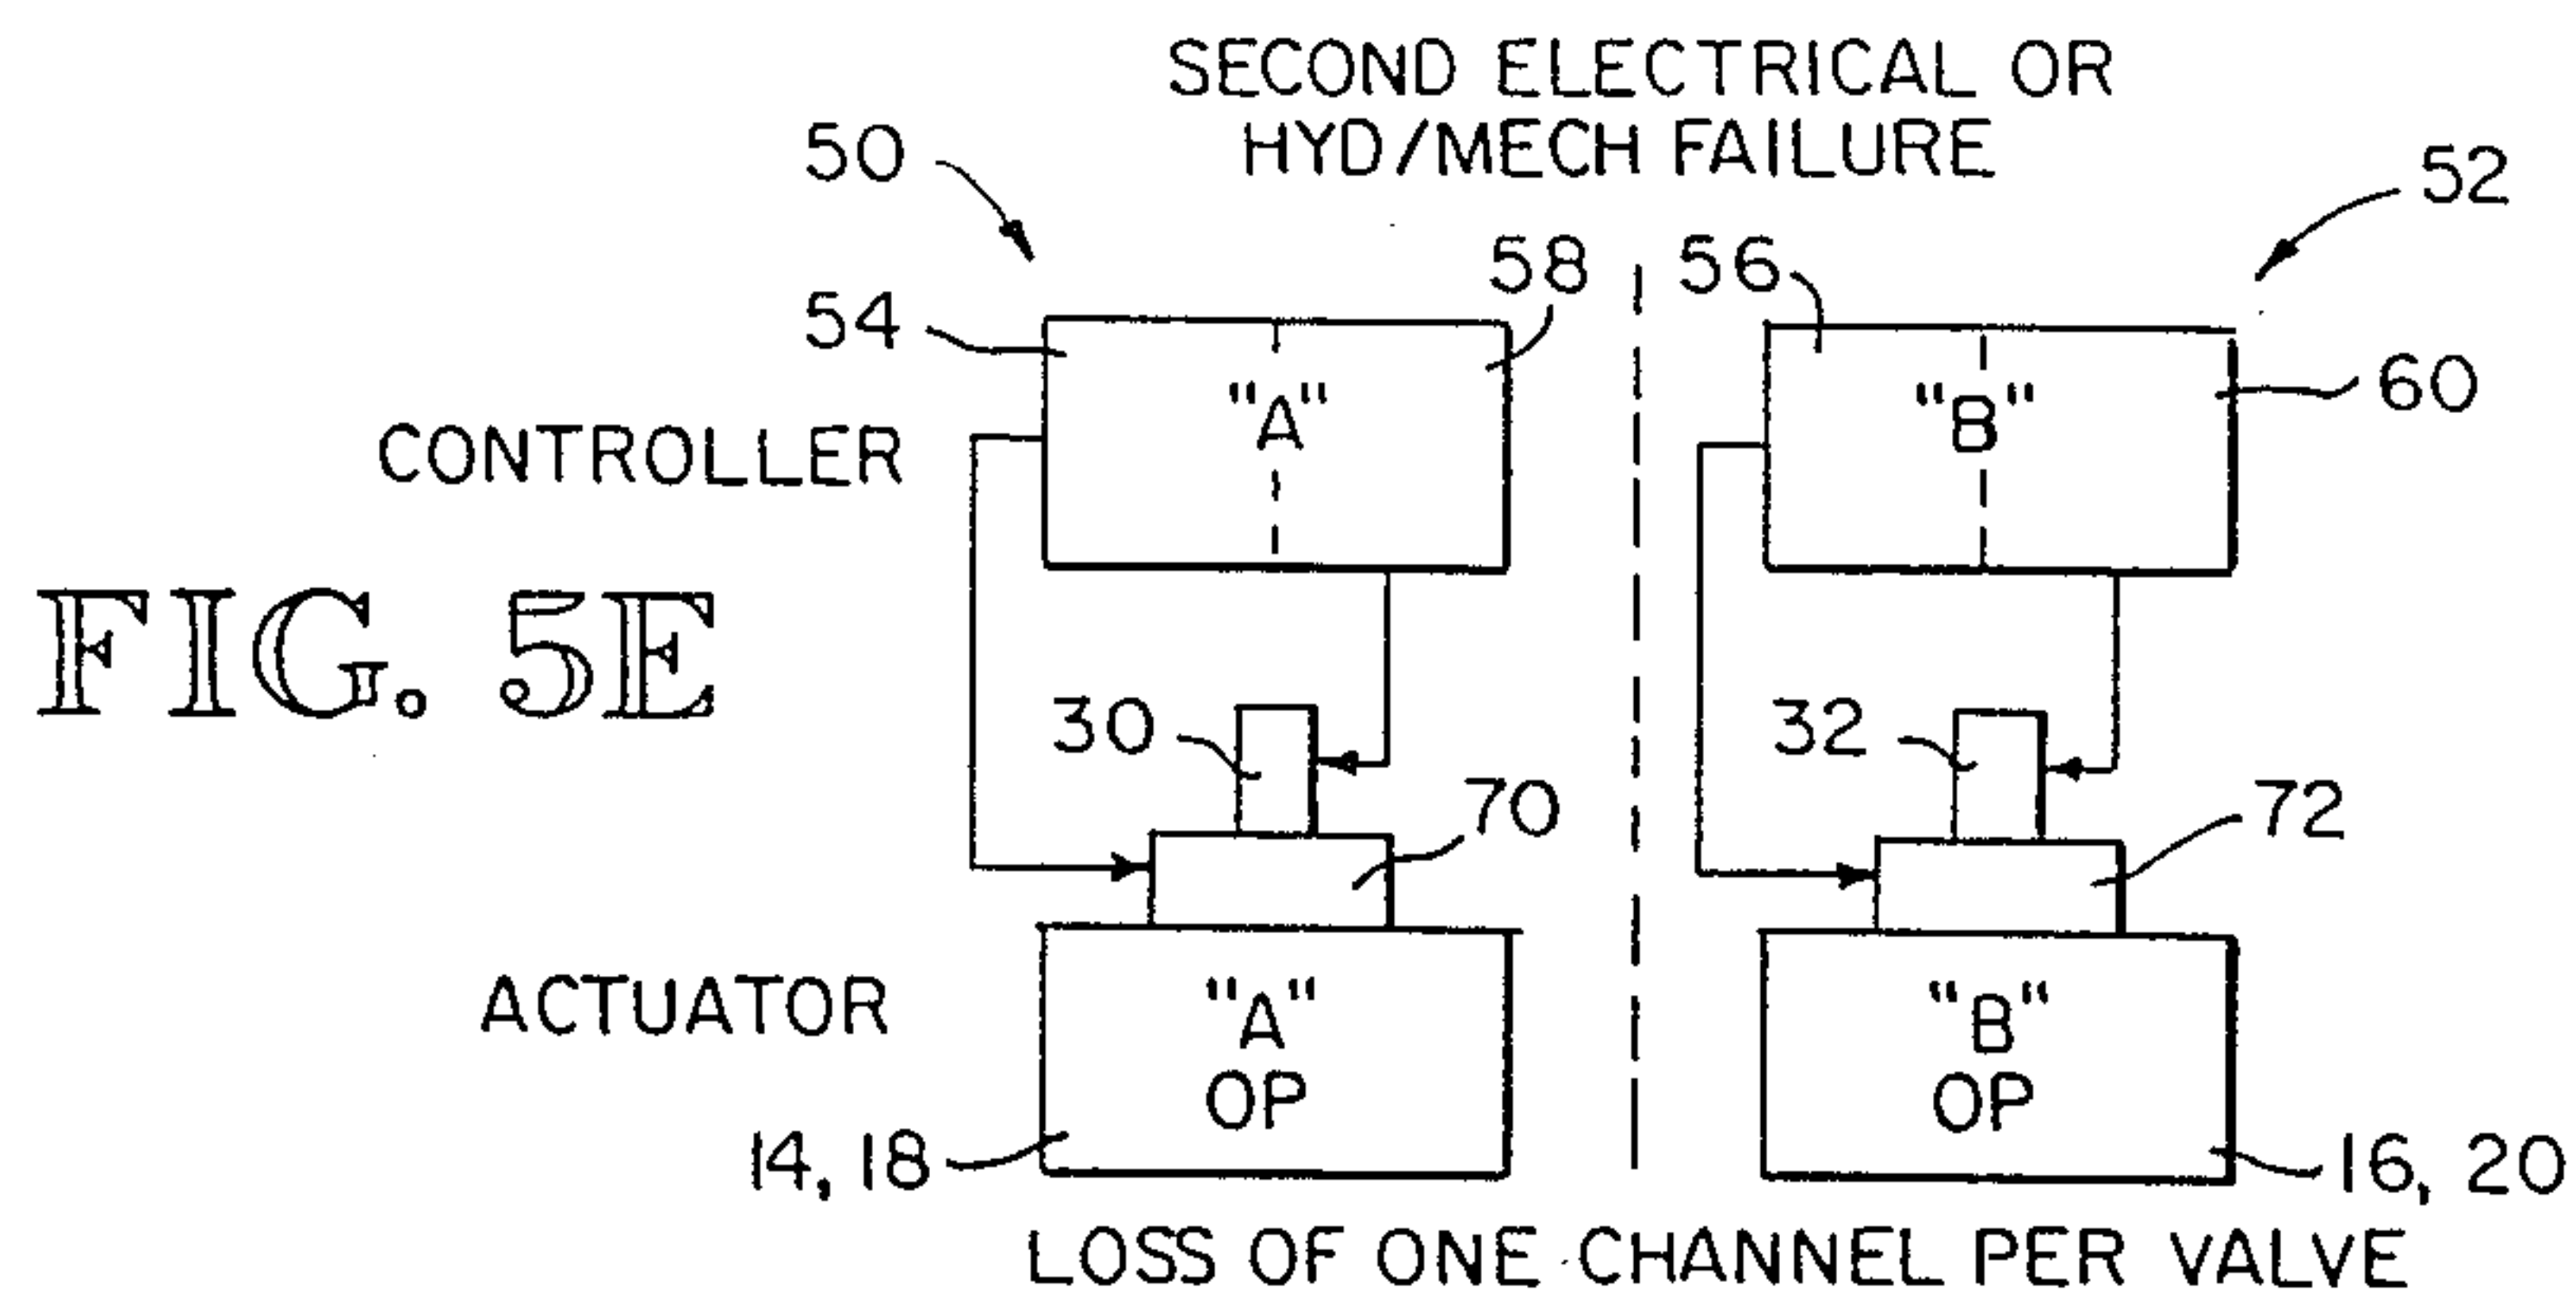 SECOND ELECTRICAL OR
HYD/MECH FAILURE
50
52
58
56
54
60
"A"
"B"
CONTROLLER
FIG. 5E
30
32
70
72
"A"
OP
"B"
OP
ACTUATOR
14, 18
16, 20
LOSS OF ONE CHANNEL PER VALVE